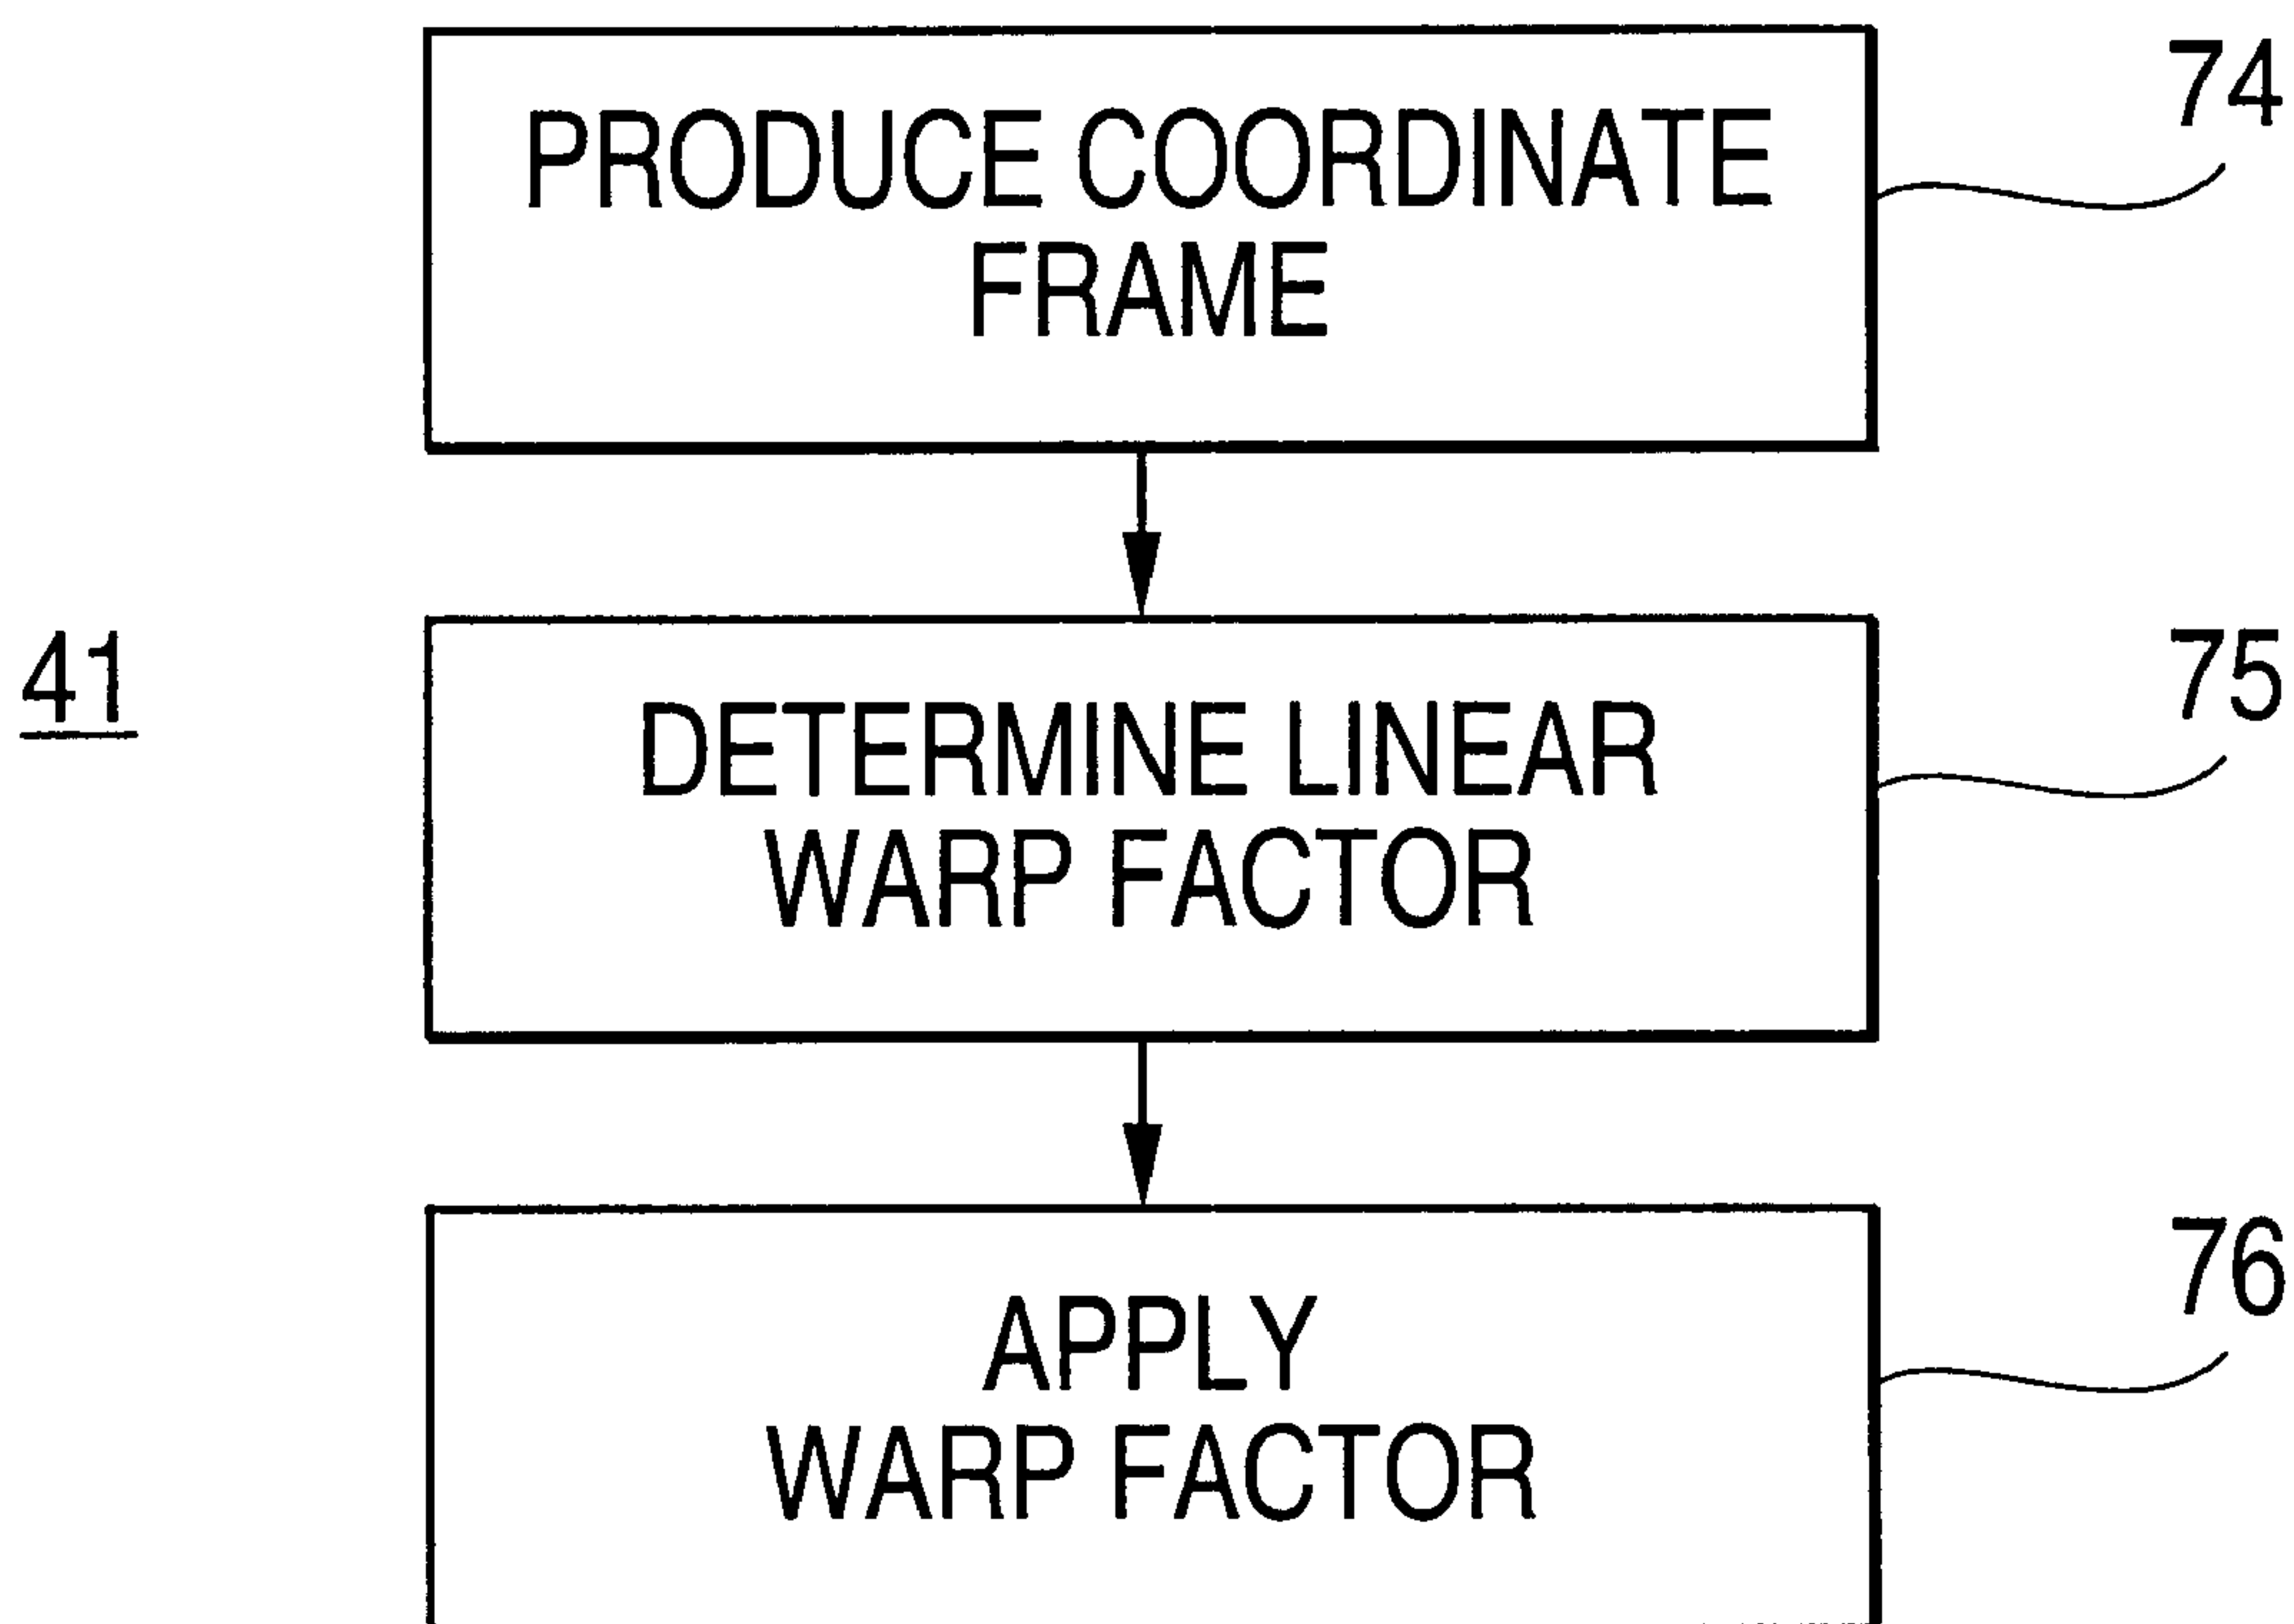 PRODUCE COORDINATE
FRAME
74
41
DETERMINE LINEAR
WARP FACTOR
75
APPLY
WARP FACTOR
76